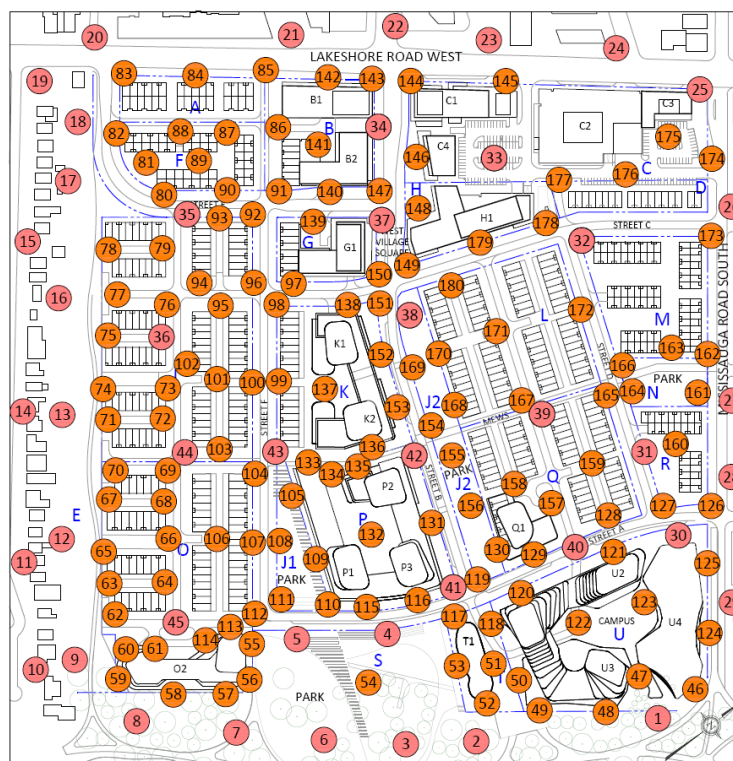 20 21 22 23 24
LAKESHORE ROAD WEST
19 83 84 85 142 143 144 145 25
A B1 C1 C3
18 82 88 87 86 B 34 C4 C2 175
81 F 89 141 B2 146 33 174
17 80 90 91 140 147 H 177 176 C D
STREET
35 93 92 139 37 148 H1 178 STREET C
15 78 79 G G1 WEST VILLAGE SQUARE 179 32 173
94 96 97 150 149
16 77 76 95 98 138 151 38 180 L 172 M
75 36 K1 171
102 152 170 169 166 163 162
74 73 101 100 99 137 K 153 J2 168 167 165 164 PARK N 161
14 13 71 72 K2 154 MEWS 39
MISSISSAUGA ROAD SOUTH
STREET F
44 103 43 136 42 155 31 160
70 69 104 133 134 135 PARK 159 R
67 68 105 P2 J2 158 Q 157
E 66 P STREET B 156 128 127 126
12 65 O 106 107 108 132 131 Q1 STREET A 30
11 63 64 J1 109 P1 P3 130 129 40 121 125
PARK 41 119 U2
62 45 111 110 115 116 120 123
112 113 117 118 CAMPUS
60 61 114 55 5 4 T1 122 U U4 124
10 9 59 O2 56 S 53 51 U3 47
58 57 PARK 54 50 46
8 52 49 48 1
7 6 3 2